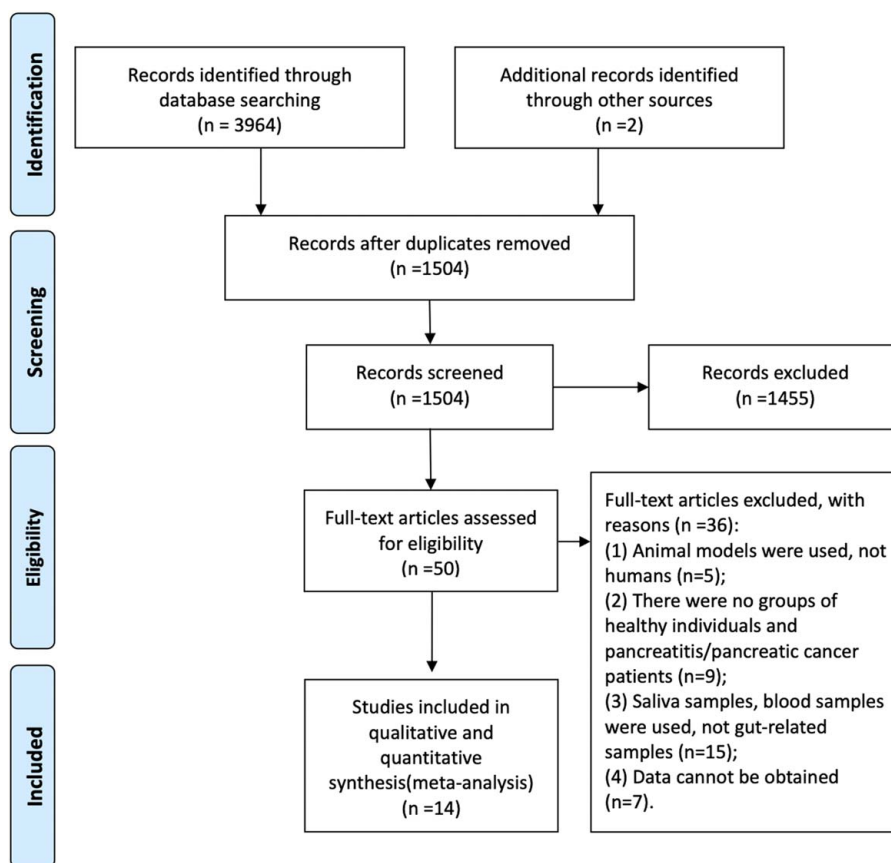 Identification
Records identified through
database searching
(n = 3964)
Additional records identified
through other sources
(n =2)
Screening
Records after duplicates removed
(n =1504)
Records screened
(n =1504)
Records excluded
(n =1455)
Eligibility
Full-text articles assessed
for eligibility
(n =50)
Full-text articles excluded, with
reasons (n =36):
(1) Animal models were used, not
humans (n=5);
(2) There were no groups of
healthy individuals and
pancreatitis/pancreatic cancer
patients (n=9);
(3) Saliva samples, blood samples
were used, not gut-related
samples (n=15);
(4) Data cannot be obtained
(n=7).
Included
Studies included in
qualitative and
quantitative
synthesis(meta-analysis)
(n =14)